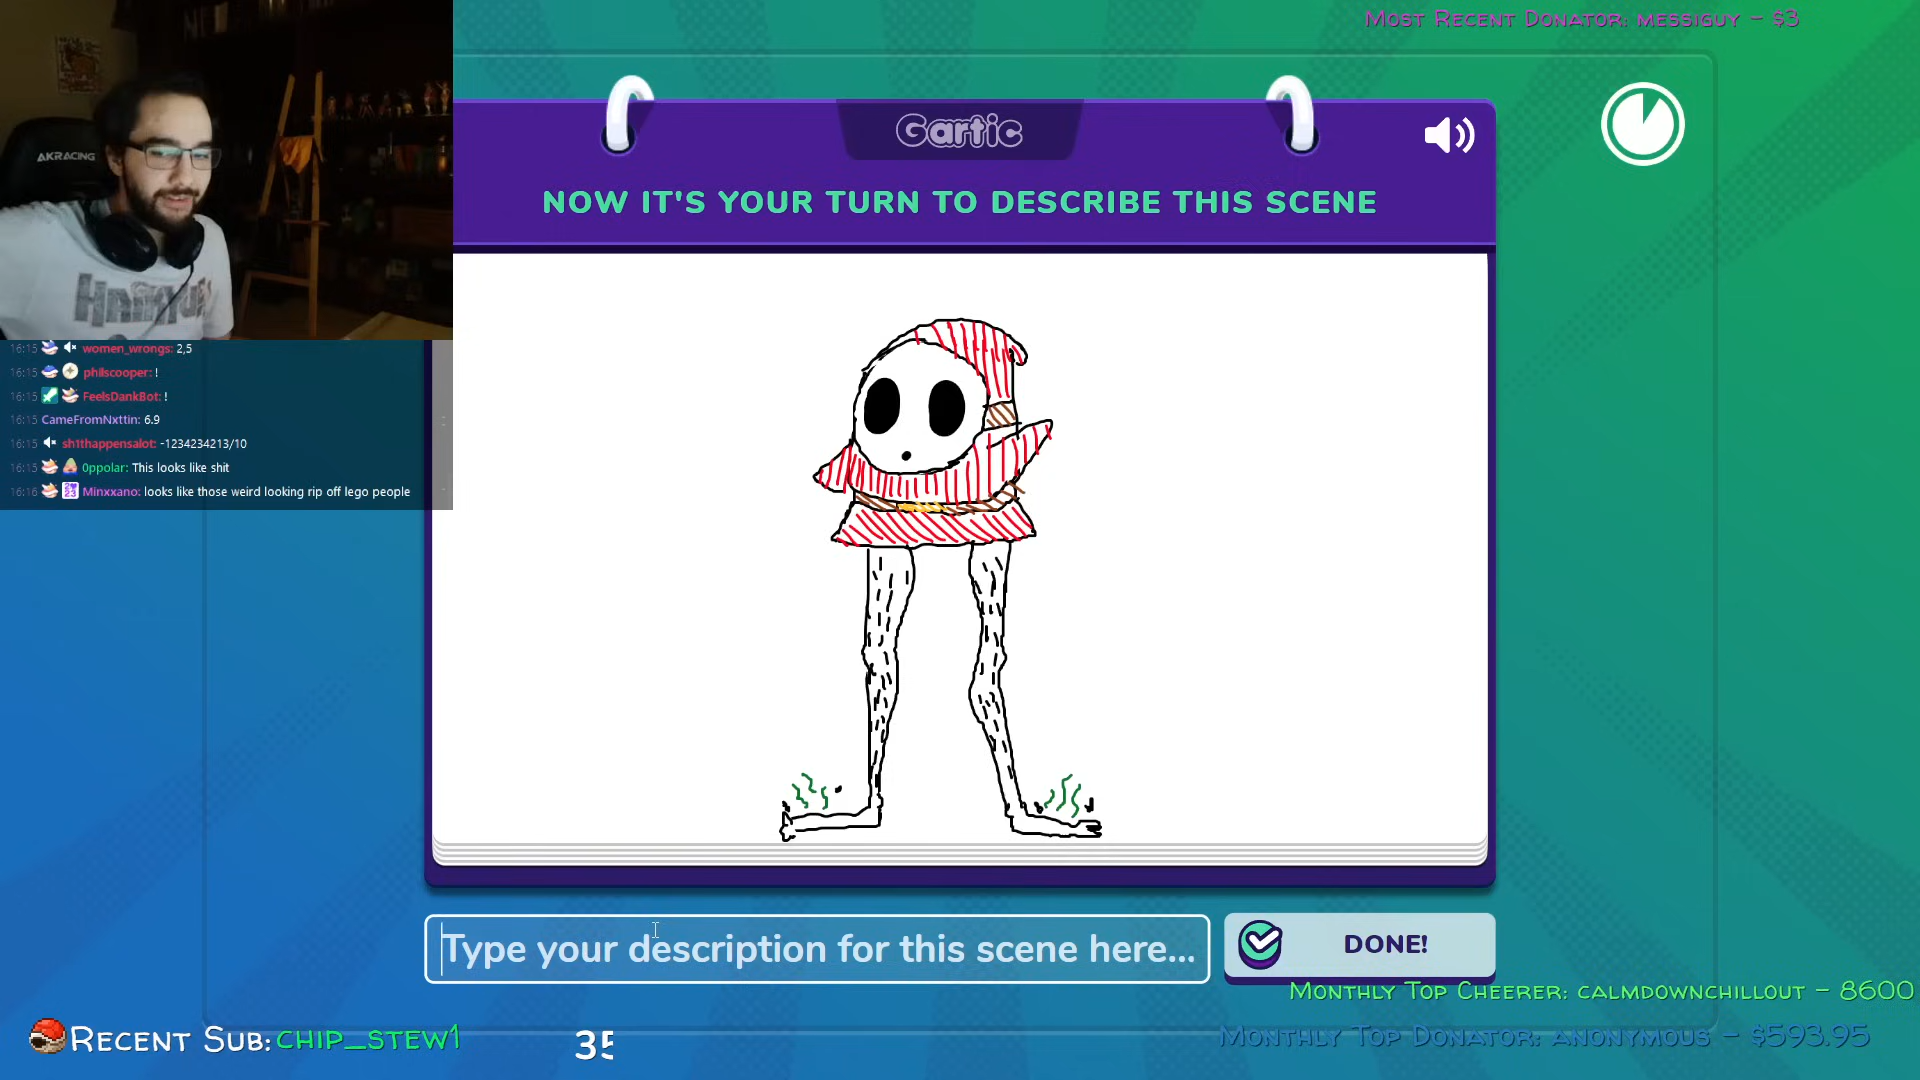 MOST RECENT DONATOR: MESSIGUY - $3
AKRACING
Gartic
NOW IT'S YOUR TURN TO DESCRIBE THIS SCENE
16:15 women_wrongs: 2,5
16:15 philscooper: !
16:15 FeelsDankBot: !
16:15 CameFromNxttin: 6.9
16:15 sh1thappensalot: -1234234213/10
16:15 0ppolar: This looks like shit
16:16 Minxxano: looks like those weird looking rip off lego people
Type your description for this scene here...
DONE!
MONTHLY TOP CHEERER: CALMDOWNCHILLOUT - 8600
RECENT SUB: CHIP_STEW1
35
MONTHLY TOP DONATOR: ANONYMOUS - $593.95